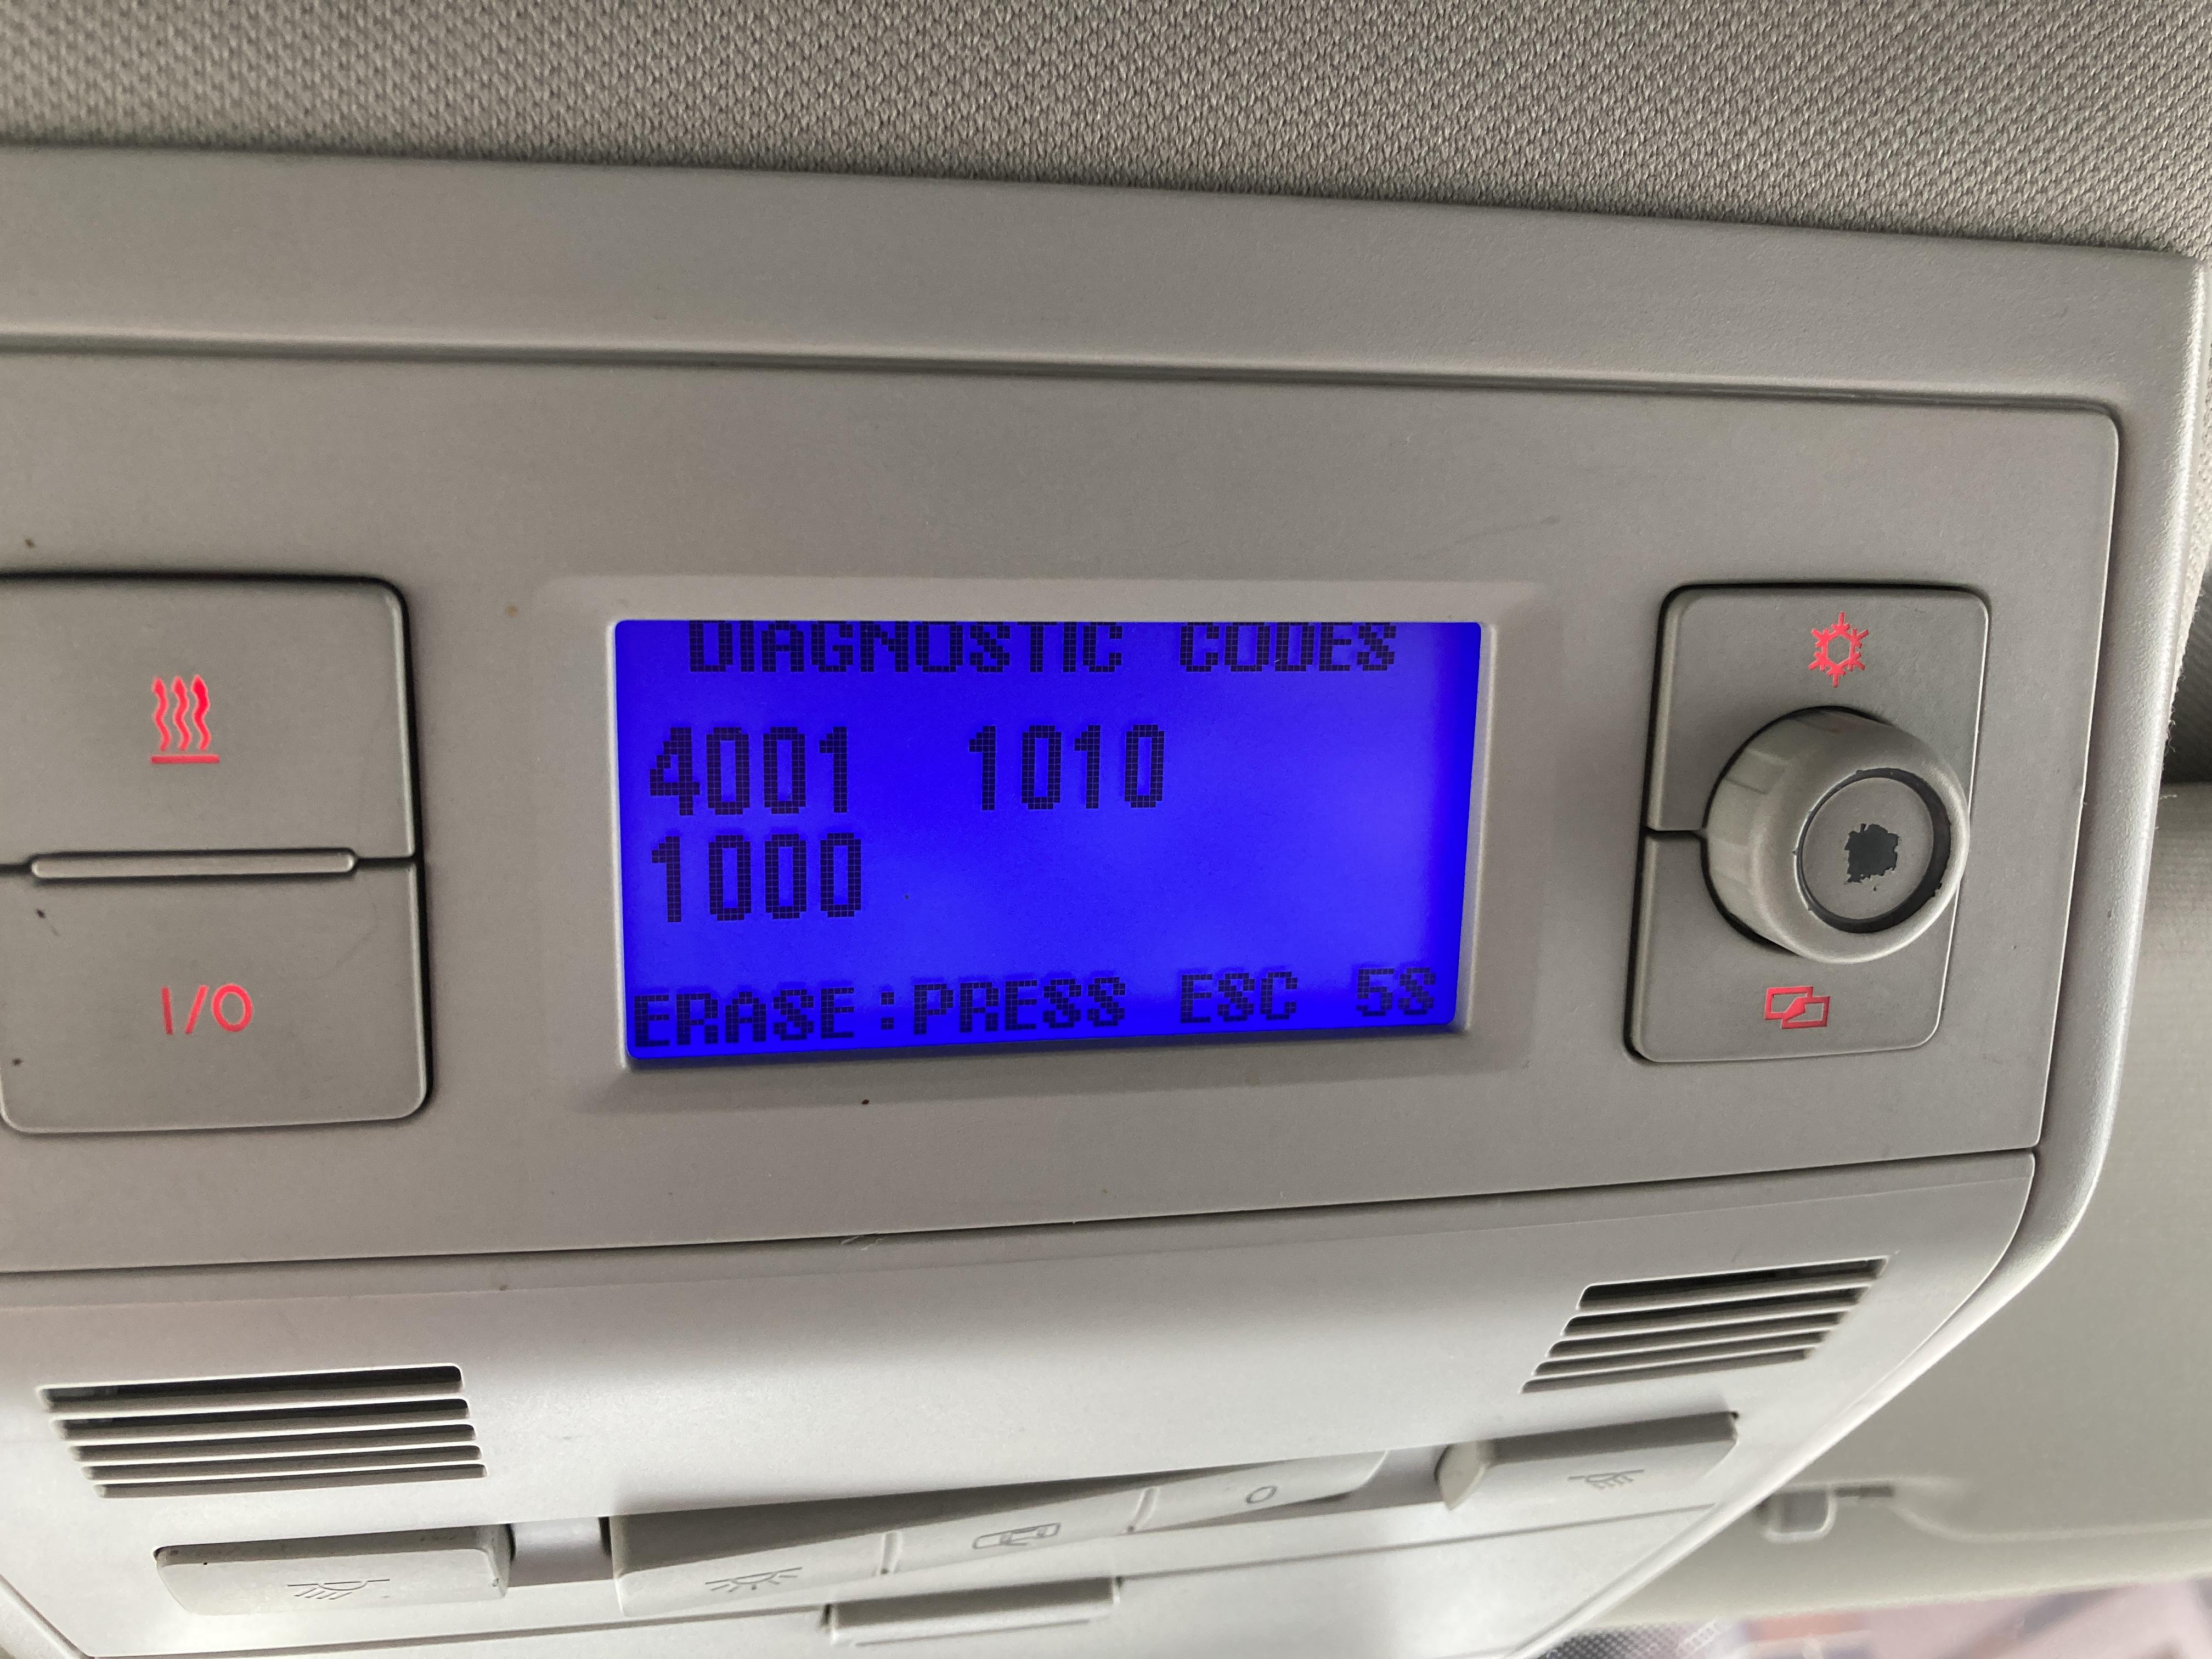 DIAGNOSTIC CODES
4001 1010
1000
ERASE:PRESS ESC 5S
I/O
O